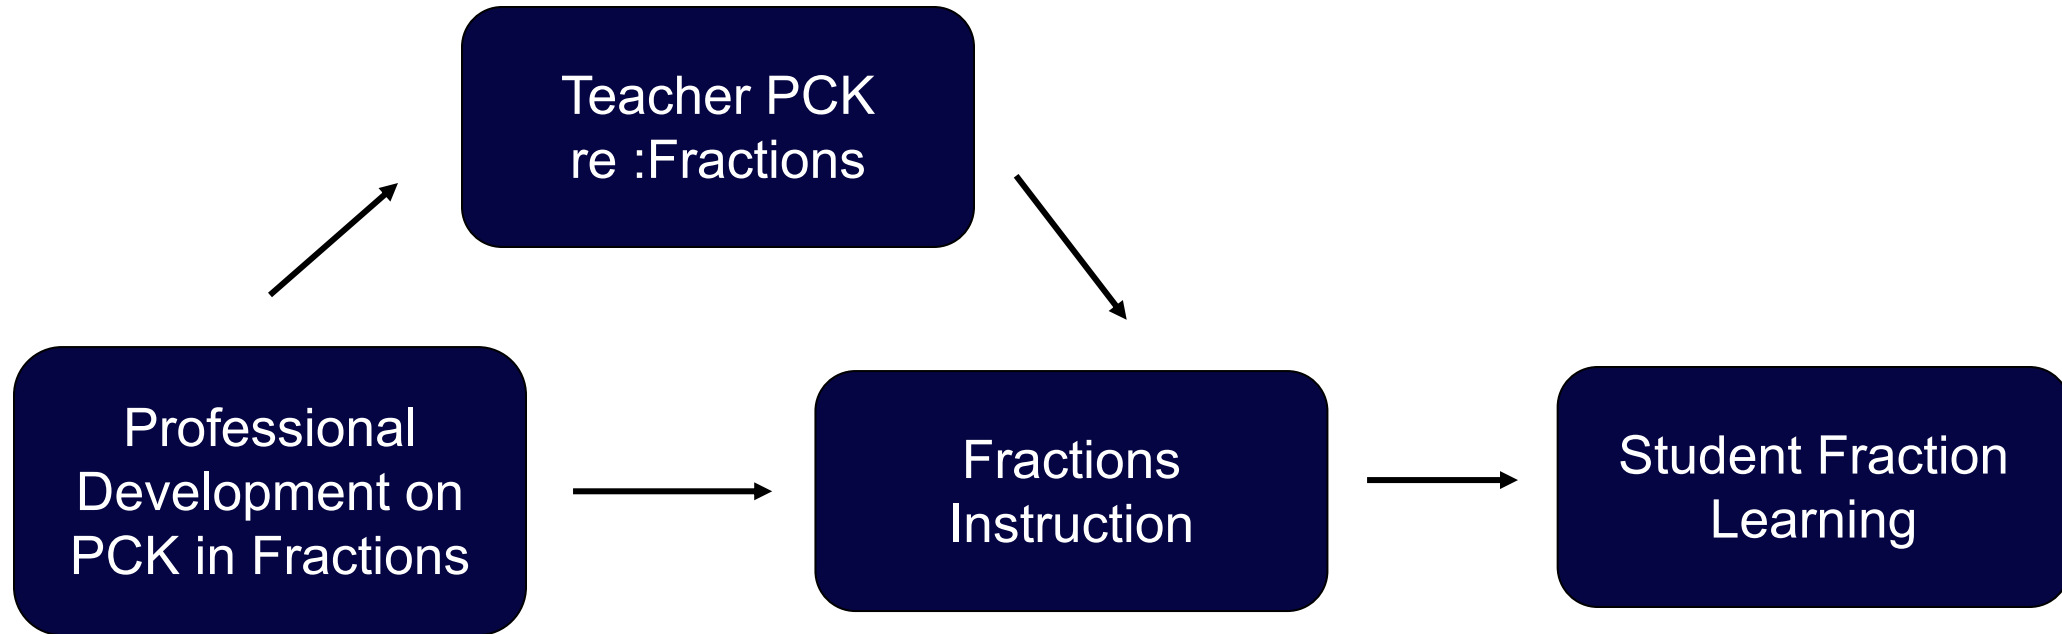 Teacher PCK
re :Fractions
Professional
Development on
PCK in Fractions
Fractions
Instruction
Student Fraction
Learning